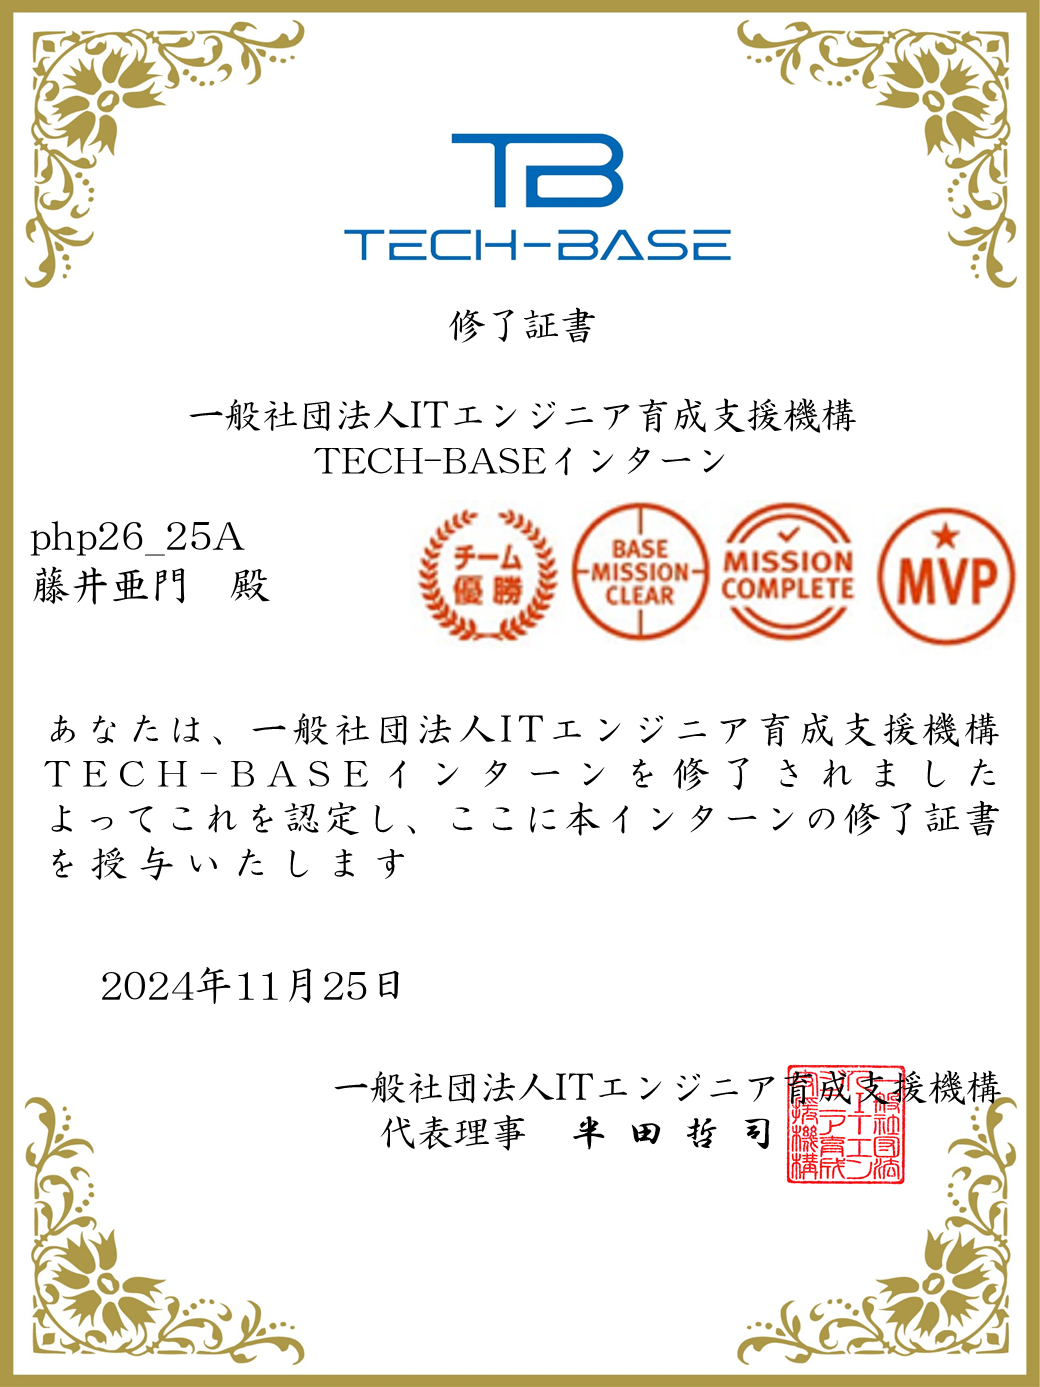 TB
TECH-BASE
修了証書
一般社団法人ITエンジニア育成支援機構
TECH-BASEインターン
php26_25A
藤井亜門　殿
チーム
優勝
BASE
MISSION
CLEAR
MISSION
COMPLETE
MVP
あなたは、一般社団法人ITエンジニア育成支援機構
TECH-BASEインターンを修了されました
よってこれを認定し、ここに本インターンの修了証書
を授与いたします
2024年11月25日
一般社団法人ITエンジニア育成支援機構
代表理事　半田哲司
一般社団法
人ITエン
ジニア育成
支援機構